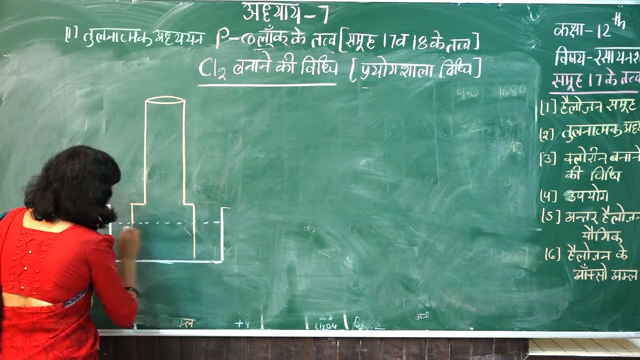 अध्याय-7
[1] तुलनात्मक अध्ययन P-ब्लॉक के तत्व [समूह 17 व 18 के तत्व]
Cl₂ बनाने की विधि [प्रयोगशाला विधि]
कक्षा-12th
विषय-रसायन
समूह 17 के तत्व
[1] हैलोजन समूह
[2] तुलनात्मक
[3] क्लोरीन बनाने
की विधि
[4] उपयोग
[5] अन्तर हैलोजन
यौगिक
[6] हैलोजन के
ऑक्सी अम्ल